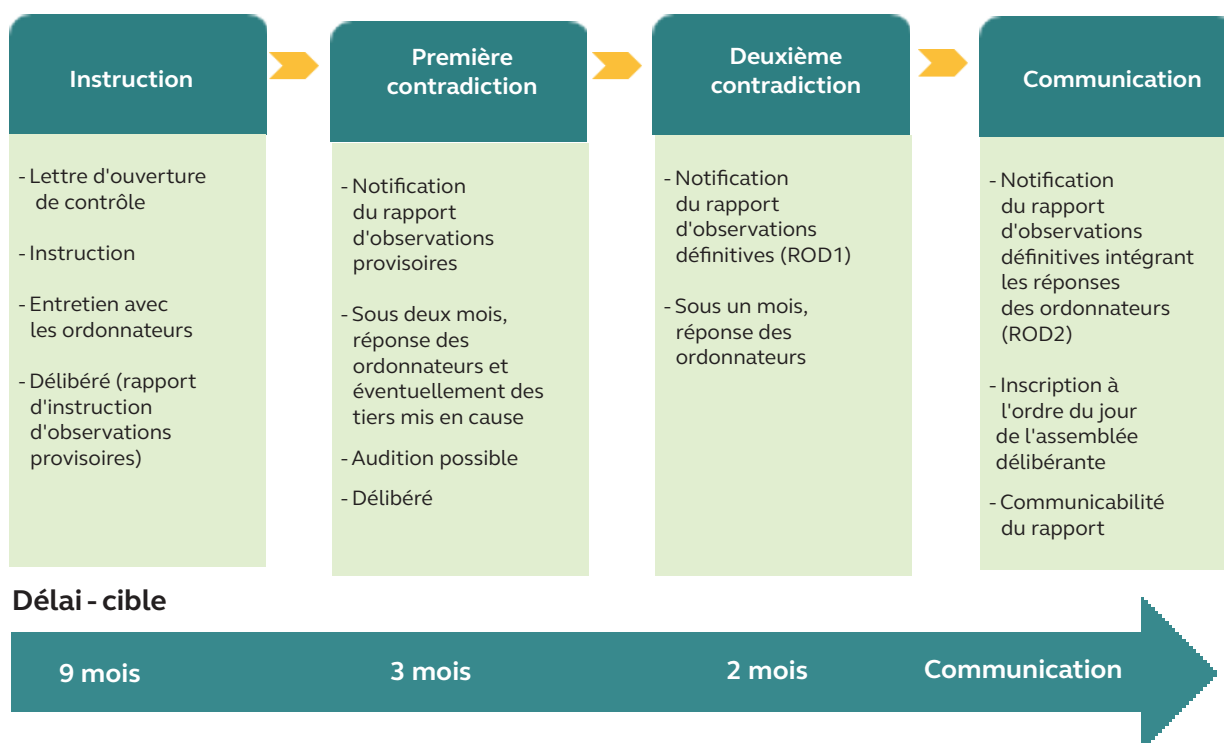 Instruction
- Lettre d'ouverture
de contrôle
- Instruction
- Entretien avec
les ordonnateurs
- Délibéré (rapport
d'instruction
d'observations
provisoires)
Première
contradiction
- Notification
du rapport
d'observations
provisoires
- Sous deux mois,
réponse des
ordonnateurs et
éventuellement des
tiers mis en cause
- Audition possible
- Délibéré
Deuxième
contradiction
- Notification
du rapport
d'observations
définitives (ROD1)
- Sous un mois,
réponse des
ordonnateurs
Communication
- Notification
du rapport
d'observations
définitives intégrant
les réponses
des ordonnateurs
(ROD2)
- Inscription à
l'ordre du jour
de l'assemblée
délibérante
- Communicabilité
du rapport
Délai - cible
9 mois
3 mois
2 mois
Communication